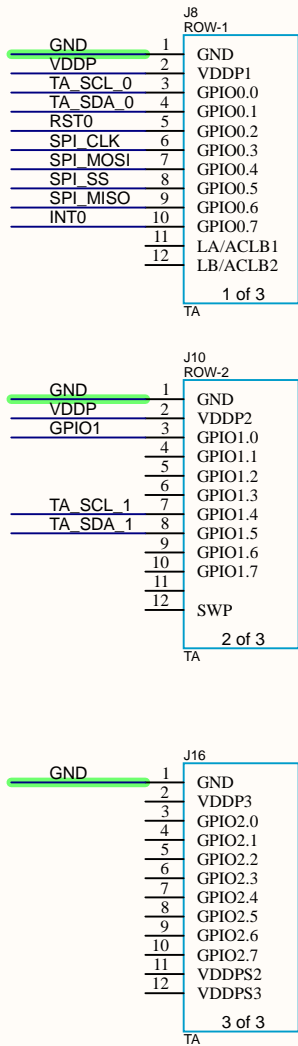 J8
ROW-1
GND 1 GND
VDDP 2 VDDP1
TA_SCL_0 3 GPIO0.0
TA_SDA_0 4 GPIO0.1
RST0 5 GPIO0.2
SPI_CLK 6 GPIO0.3
SPI_MOSI 7 GPIO0.4
SPI_SS 8 GPIO0.5
SPI_MISO 9 GPIO0.6
INT0 10 GPIO0.7
11 LA/ACLB1
12 LB/ACLB2
1 of 3
TA
J10
ROW-2
GND 1 GND
VDDP 2 VDDP2
GPIO1 3 GPIO1.0
4 GPIO1.1
5 GPIO1.2
6 GPIO1.3
TA_SCL_1 7 GPIO1.4
TA_SDA_1 8 GPIO1.5
9 GPIO1.6
10 GPIO1.7
11
12 SWP
2 of 3
TA
J16
GND 1 GND
2 VDDP3
3 GPIO2.0
4 GPIO2.1
5 GPIO2.2
6 GPIO2.3
7 GPIO2.4
8 GPIO2.5
9 GPIO2.6
10 GPIO2.7
11 VDDPS2
12 VDDPS3
3 of 3
TA